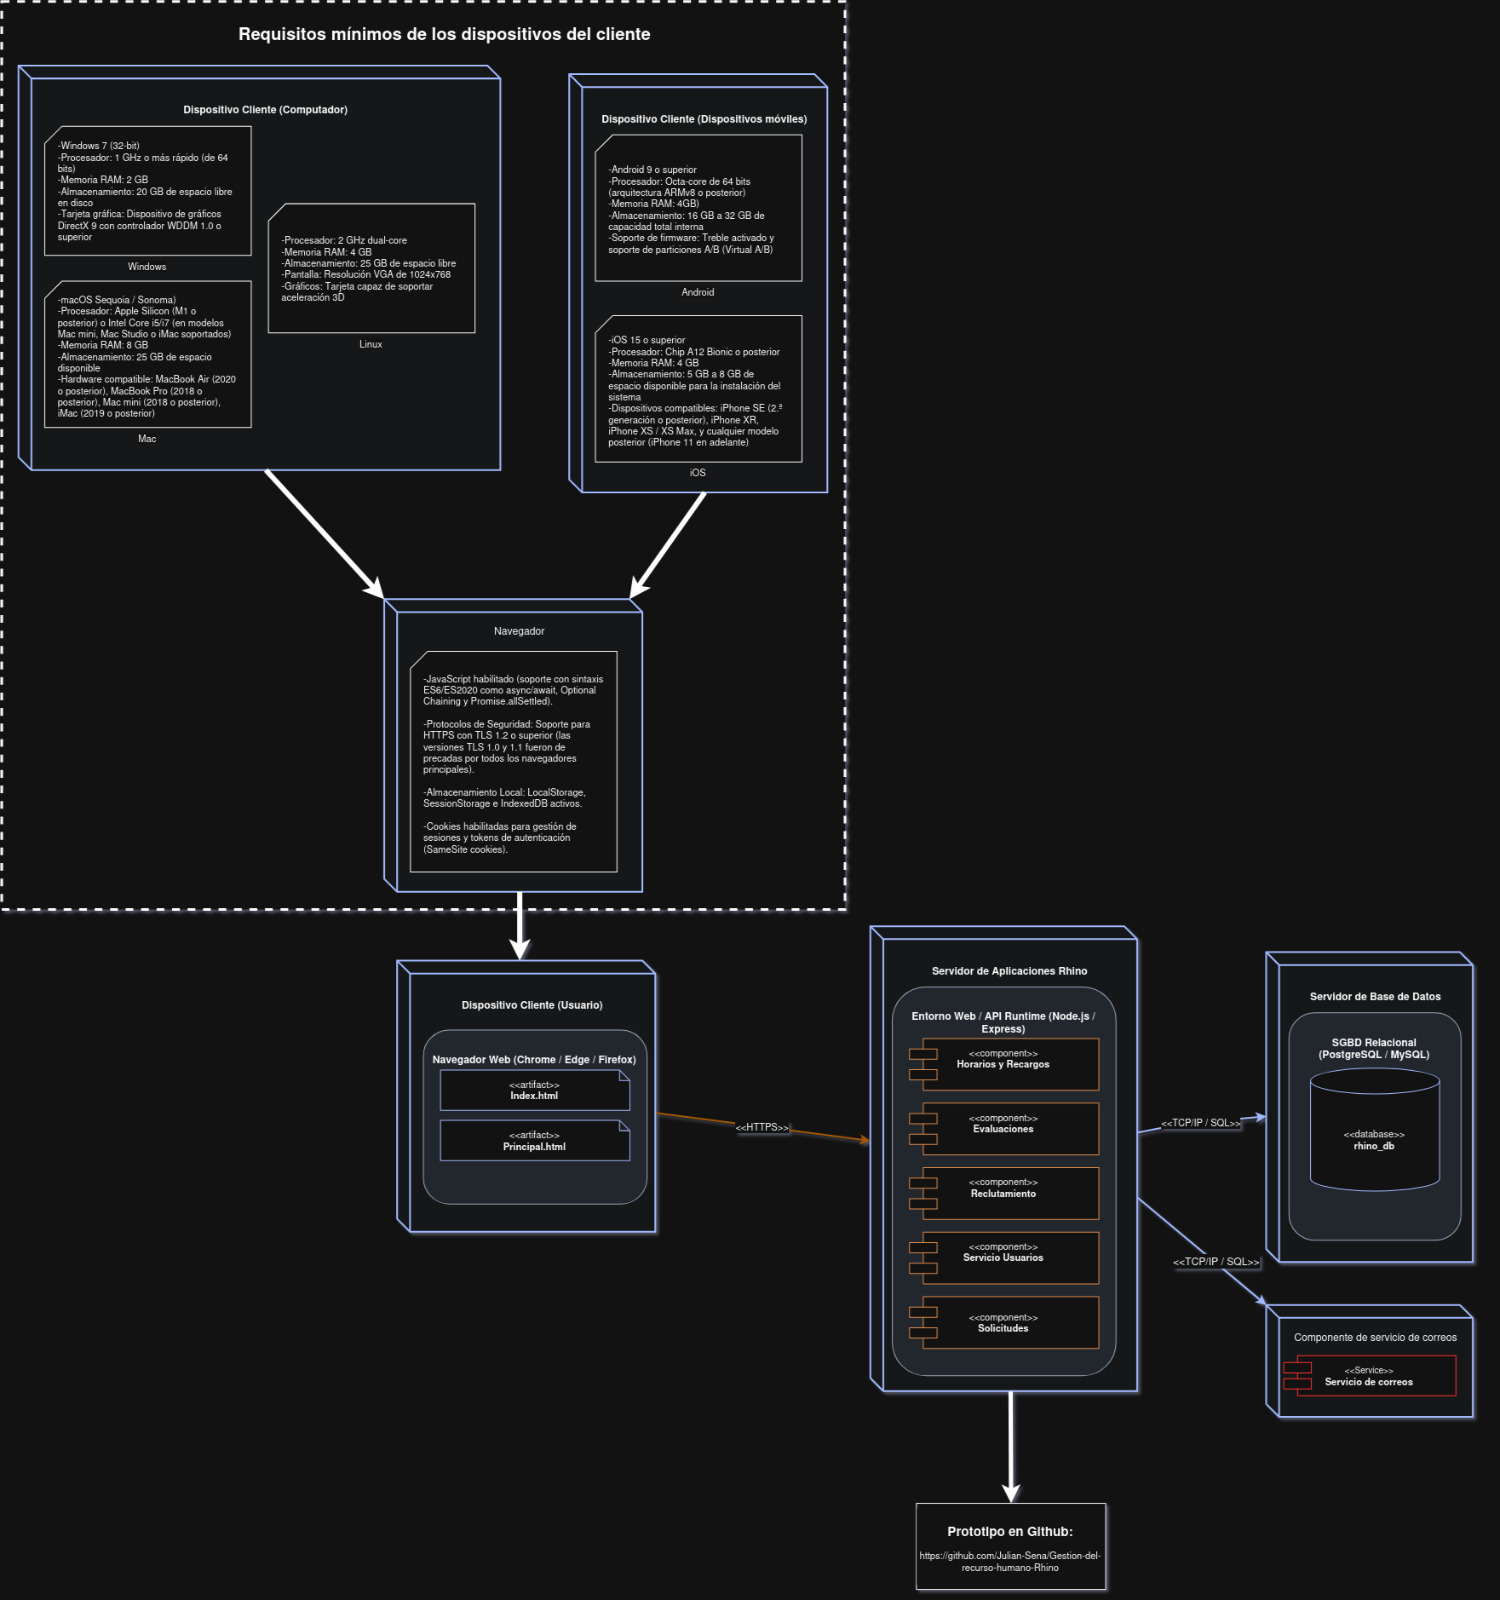 Requisitos mínimos de los dispositivos del cliente
Dispositivo Cliente (Computador)
-Windows 7 (32-bit)
-Procesador: 1 GHz o más rápido (de 64
bits)
-Memoria RAM: 2 GB
-Almacenamiento: 20 GB de espacio libre
en disco
-Tarjeta gráfica: Dispositivo de gráficos
DirectX 9 con controlador WDDM 1.0 o
superior
Windows
-macOS Sequoia / Sonoma)
-Procesador: Apple Silicon (M1 o
posterior) o Intel Core i5/i7 (en modelos
Mac mini, Mac Studio o iMac soportados)
-Memoria RAM: 8 GB
-Almacenamiento: 25 GB de espacio
disponible
-Hardware compatible: MacBook Air (2020
o posterior), MacBook Pro (2018 o
posterior), Mac mini (2018 o posterior),
iMac (2019 o posterior)
Mac
-Procesador: 2 GHz dual-core
-Memoria RAM: 4 GB
-Almacenamiento: 25 GB de espacio libre
-Pantalla: Resolución VGA de 1024x768
-Gráficos: Tarjeta capaz de soportar
aceleración 3D
Linux
Dispositivo Cliente (Dispositivos móviles)
-Android 9 o superior
-Procesador: Octa-core de 64 bits
(arquitectura ARMv8 o posterior)
-Memoria RAM: 4GB)
-Almacenamiento: 16 GB a 32 GB de
capacidad total interna
-Soporte de firmware: Treble activado y
soporte de particiones A/B (Virtual A/B)
Android
-iOS 15 o superior
-Procesador: Chip A12 Bionic o posterior
-Memoria RAM: 4 GB
-Almacenamiento: 5 GB a 8 GB de
espacio disponible para la instalación del
sistema
-Dispositivos compatibles: iPhone SE (2.ª
generación o posterior), iPhone XR,
iPhone XS / XS Max, y cualquier modelo
posterior (iPhone 11 en adelante)
iOS
Navegador
-JavaScript habilitado (soporte con sintaxis
ES6/ES2020 como async/await, Optional
Chaining y Promise.allSettled).
-Protocolos de Seguridad: Soporte para
HTTPS con TLS 1.2 o superior (las
versiones TLS 1.0 y 1.1 fueron de
precadas por todos los navegadores
principales).
-Almacenamiento Local: LocalStorage,
SessionStorage e IndexedDB activos.
-Cookies habilitadas para gestión de
sesiones y tokens de autenticación
(SameSite cookies).
Dispositivo Cliente (Usuario)
Navegador Web (Chrome / Edge / Firefox)
<<artifact>>
Index.html
<<artifact>>
Principal.html
<<HTTPS>>
Servidor de Aplicaciones Rhino
Entorno Web / API Runtime (Node.js /
Express)
<<component>>
Horarios y Recargos
<<component>>
Evaluaciones
<<component>>
Reclutamiento
<<component>>
Servicio Usuarios
<<component>>
Solicitudes
<<TCP/IP / SQL>>
Servidor de Base de Datos
SGBD Relacional
(PostgreSQL / MySQL)
<<database>>
rhino_db
<<TCP/IP / SQL>>
Componente de servicio de correos
<<Service>>
Servicio de correos
Prototipo en Github:
https://github.com/Julian-Sena/Gestion-del-
recurso-humano-Rhino